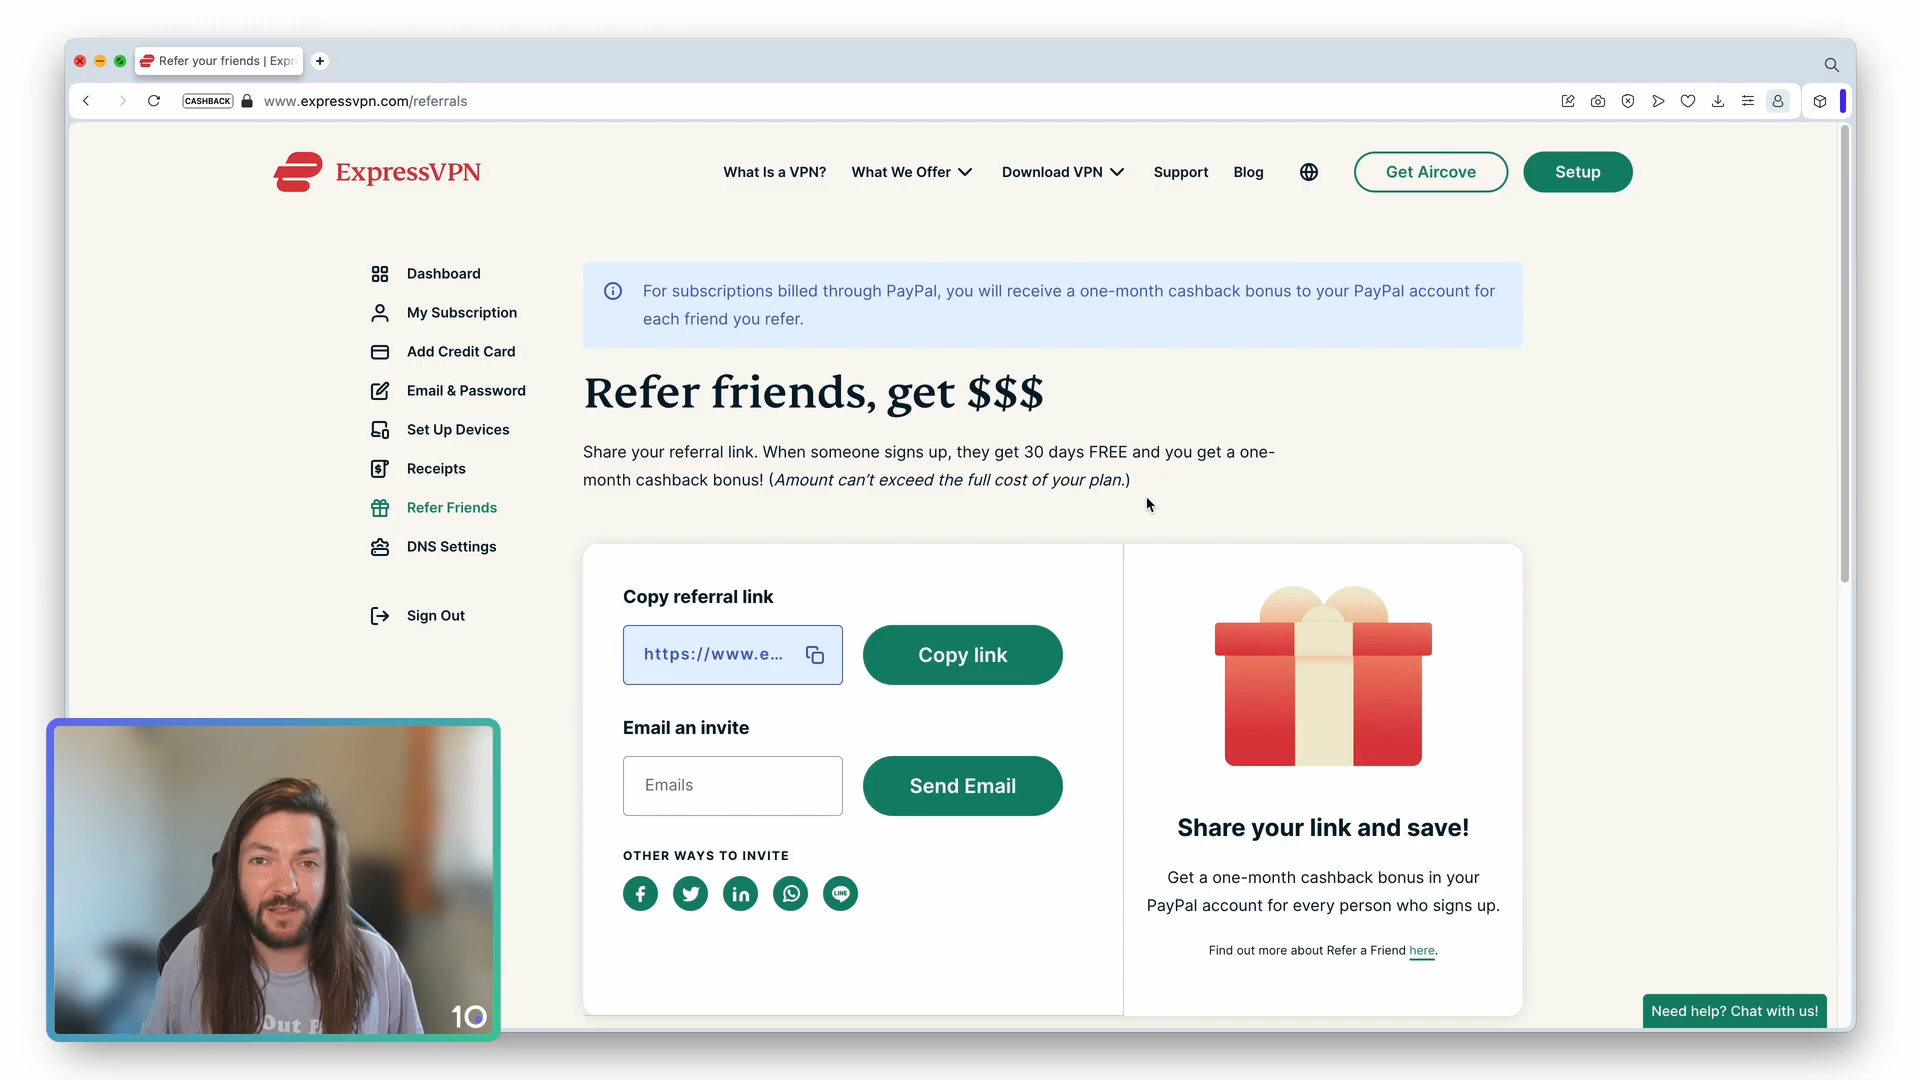 Refer your friends | Expr
CASHBACK
www.expressvpn.com/referrals
ExpressVPN
What Is a VPN?
What We Offer
Download VPN
Support
Blog
Get Aircove
Setup
Dashboard
My Subscription
Add Credit Card
Email & Password
Set Up Devices
Receipts
Refer Friends
DNS Settings
Sign Out
For subscriptions billed through PayPal, you will receive a one-month cashback bonus to your PayPal account for
each friend you refer.
Refer friends, get $$$
Share your referral link. When someone signs up, they get 30 days FREE and you get a one-
month cashback bonus! (Amount can't exceed the full cost of your plan.)
Copy referral link
https://www.e...
Copy link
Email an invite
Emails
Send Email
OTHER WAYS TO INVITE
LINE
Share your link and save!
Get a one-month cashback bonus in your
PayPal account for every person who signs up.
Find out more about Refer a Friend here.
Need help? Chat with us!
Out
10